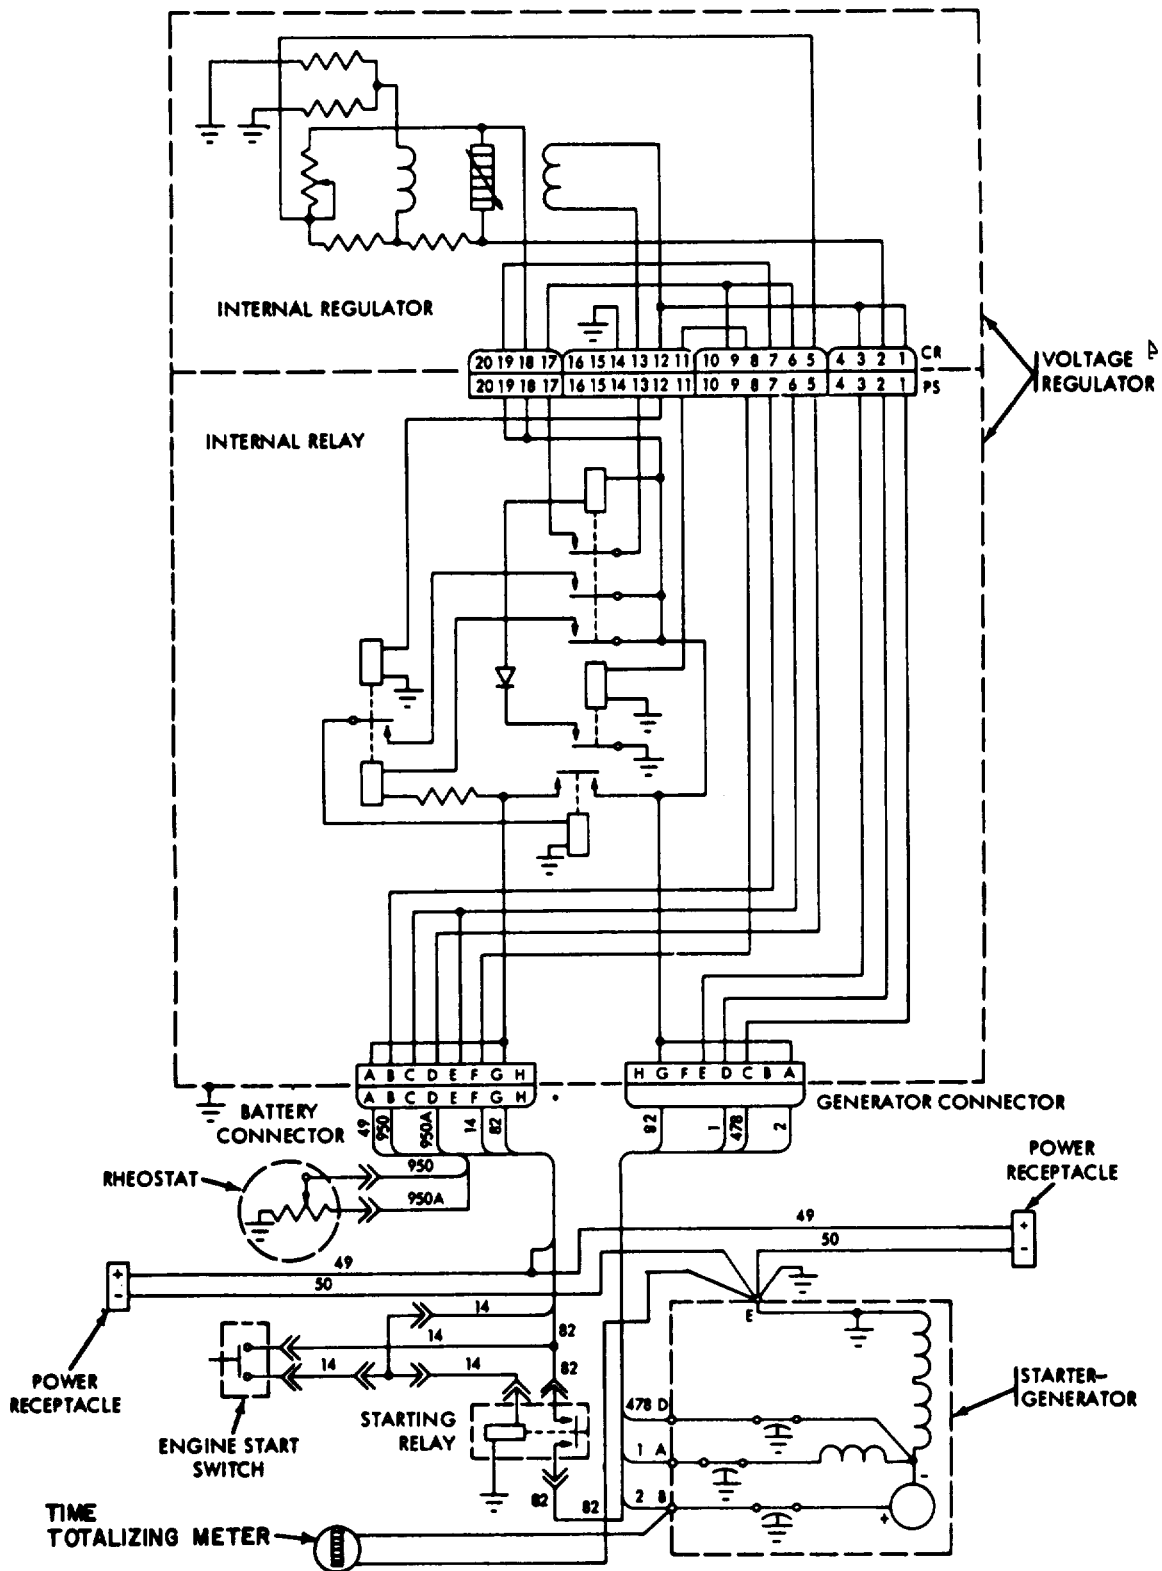 INTERNAL REGULATOR
20 19 18 17 16 15 14 13 12 11 10 9 8 7 6 5 4 3 2 1 CR
20 19 18 17 16 15 14 13 12 11 10 9 8 7 6 5 4 3 2 1 PS
VOLTAGE
REGULATOR
INTERNAL RELAY
A B C D E F G H
A B C D E F G H
H G F E D C B A
BATTERY
CONNECTOR
GENERATOR CONNECTOR
49 950 950A 14 82
82 1 478 2
POWER
RECEPTACLE
RHEOSTAT
950
950A
49
50
+
-
49
50
+
-
14
14
14 14
82
82
E
POWER
RECEPTACLE
ENGINE START
SWITCH
STARTING
RELAY
STARTER-
GENERATOR
478 D
1 A
2 B
-
+
82 82
TIME
TOTALIZING METER